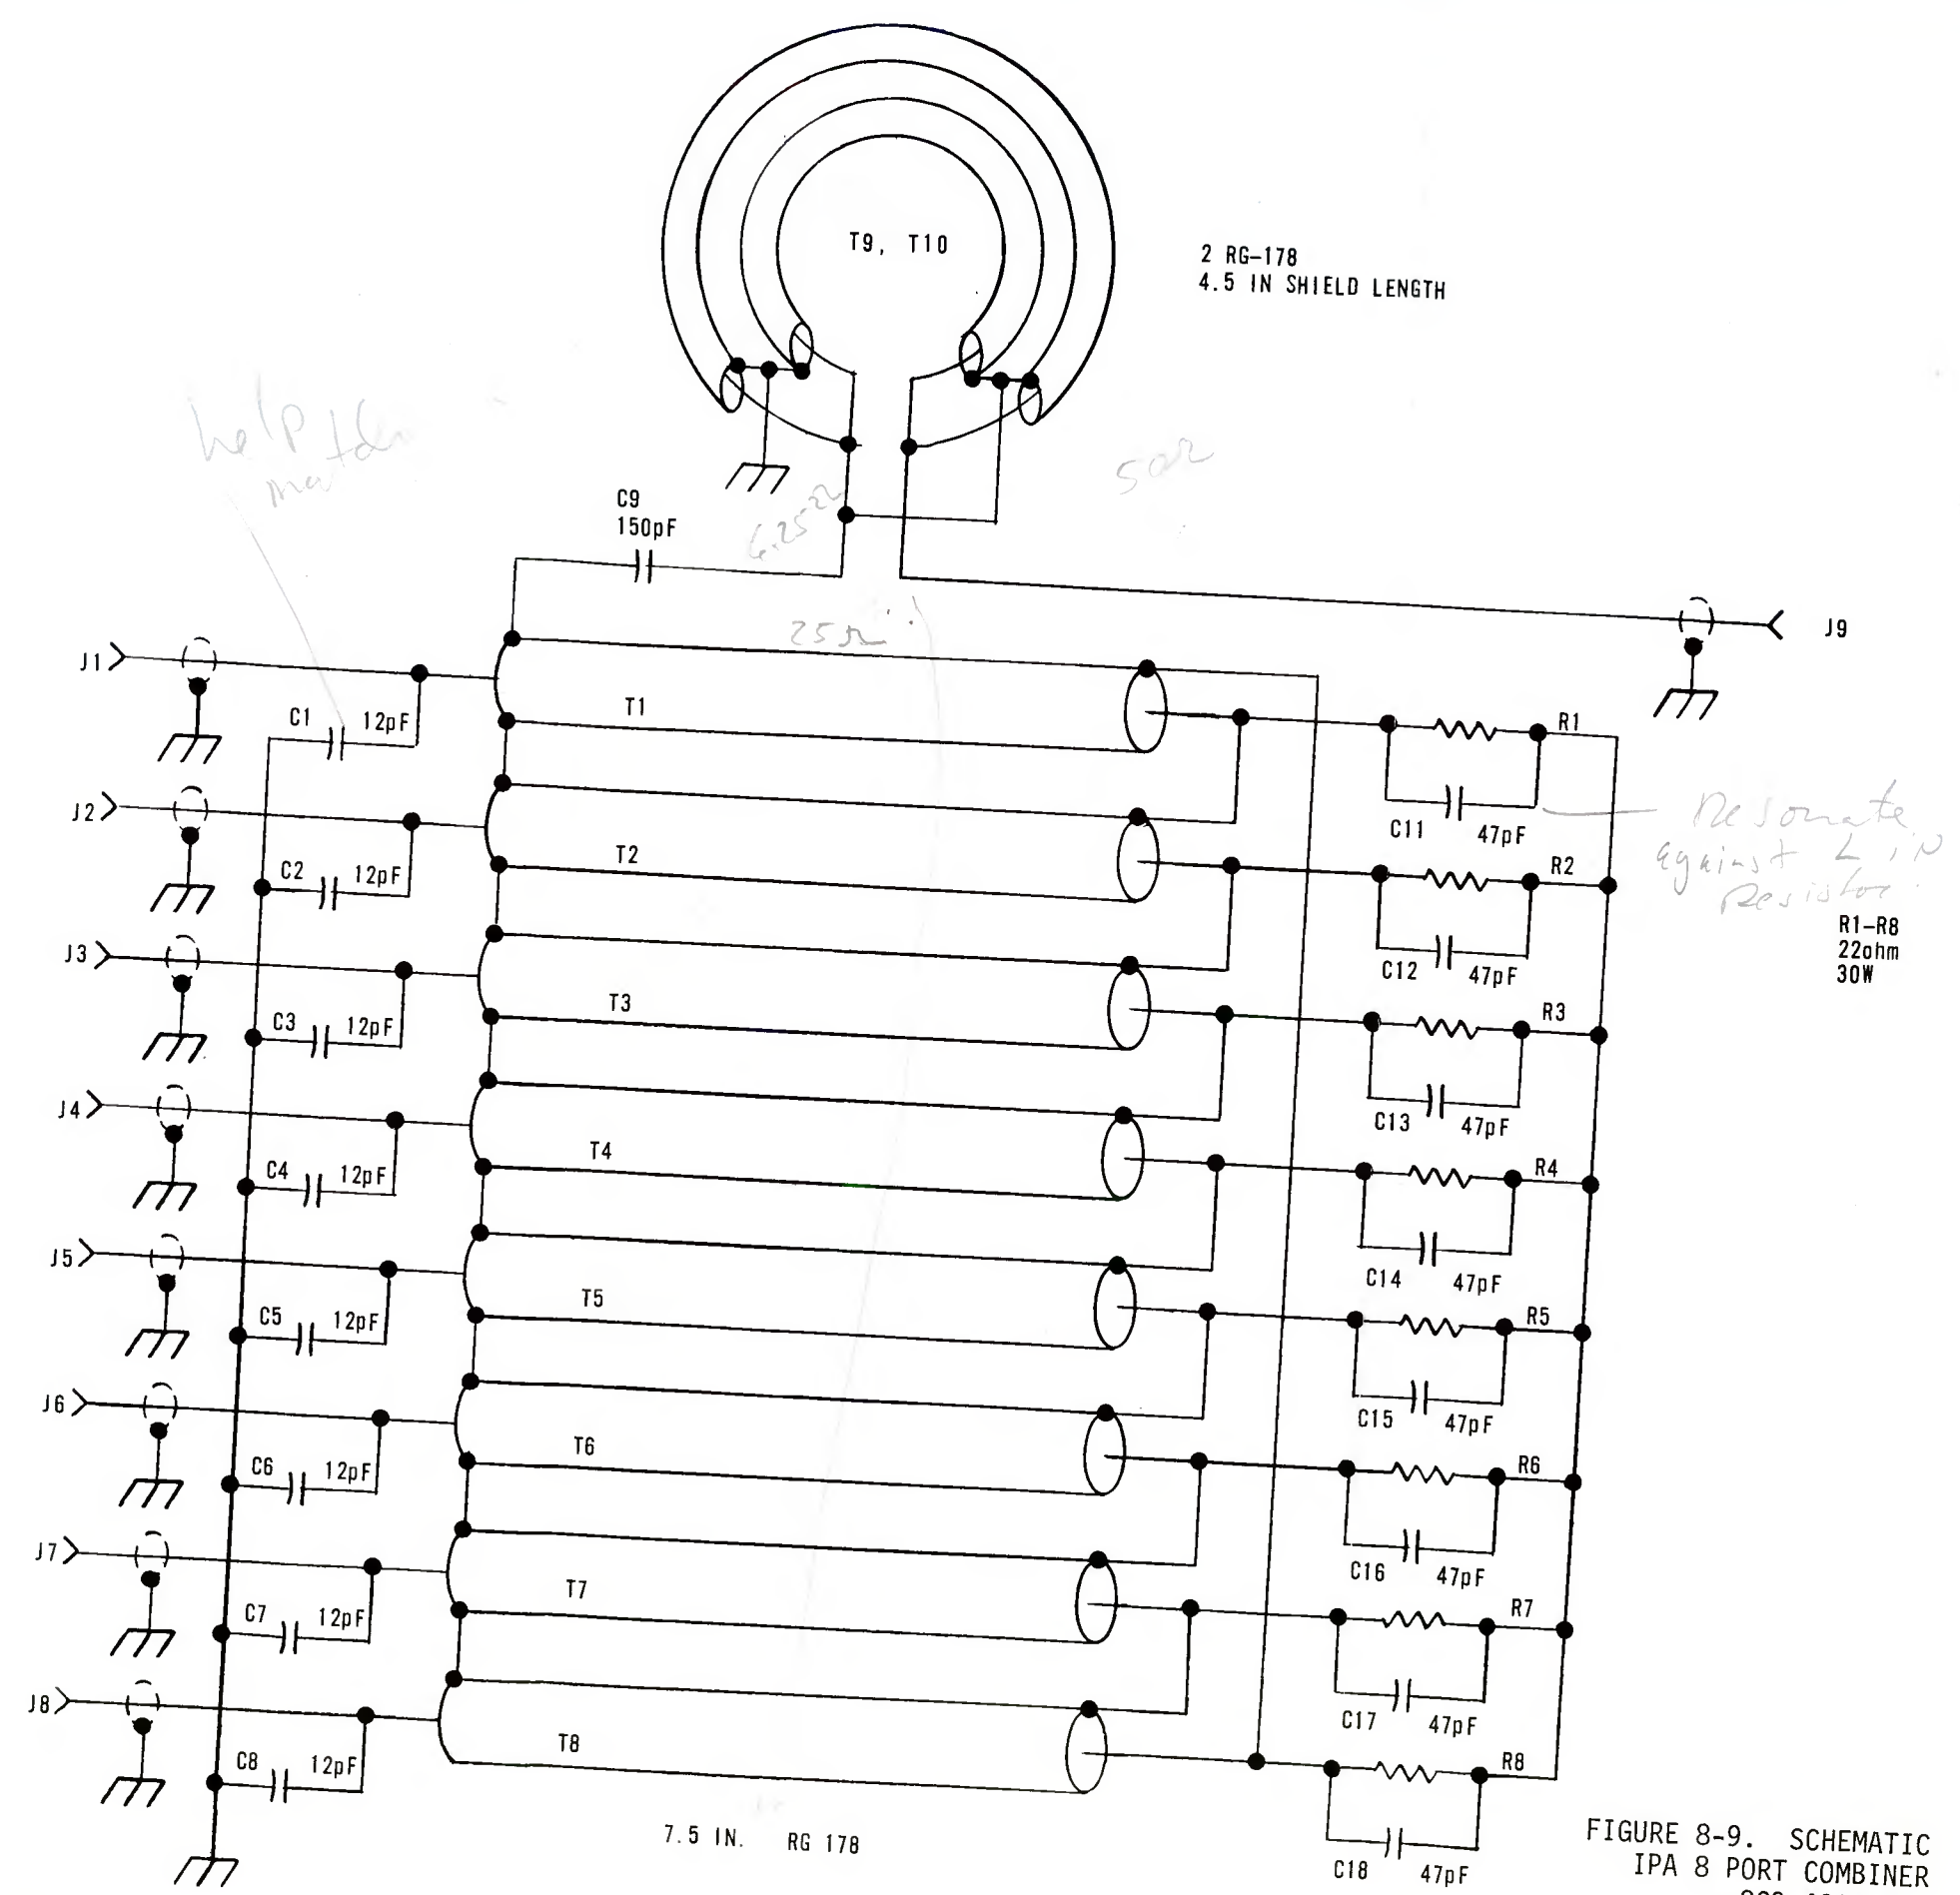 T9, T10
2 RG-178
4.5 IN SHIELD LENGTH
help
50Ω
C9
150pF
6.25Ω
25Ω
J9
J1
C1 12pF
T1
R1
C11 47pF
J2
C2 12pF
T2
R2
Resonate
against L in
Resistor
C12 47pF
R1-R8
22ohm
30W
J3
C3 12pF
T3
R3
C13 47pF
J4
C4 12pF
T4
R4
C14 47pF
J5
C5 12pF
T5
R5
C15 47pF
J6
C6 12pF
T6
R6
C16 47pF
J7
C7 12pF
T7
R7
C17 47pF
J8
C8 12pF
T8
R8
C18 47pF
7.5 IN. RG 178
FIGURE 8-9. SCHEMATIC
IPA 8 PORT COMBINER